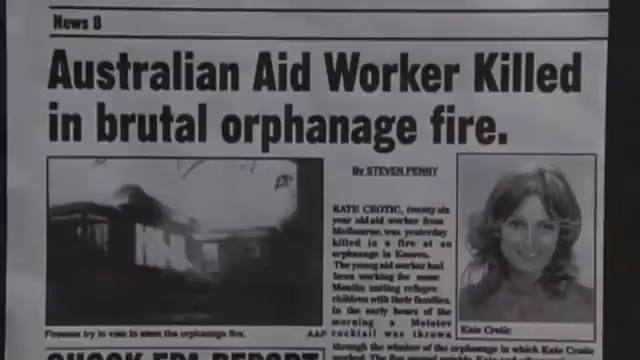 News 8
Australian Aid Worker Killed
in brutal orphanage fire.
By STEVEN PENNY
KATE CROTIC, twenty six
year old aid worker from
Melbourne, was yesterday
killed in a fire at an
orphanage in Kosova.
The young aid worker had
been working for some
Months uniting refugee
children with their families.
In the early hours of the
morning a Molotov
cocktail was thrown
through the window of the orphanage in which Kate Crotic
worked. The fire
Firemen try in vain to stem the orphanage fire.
AAP
Kate Crotic
REPORT